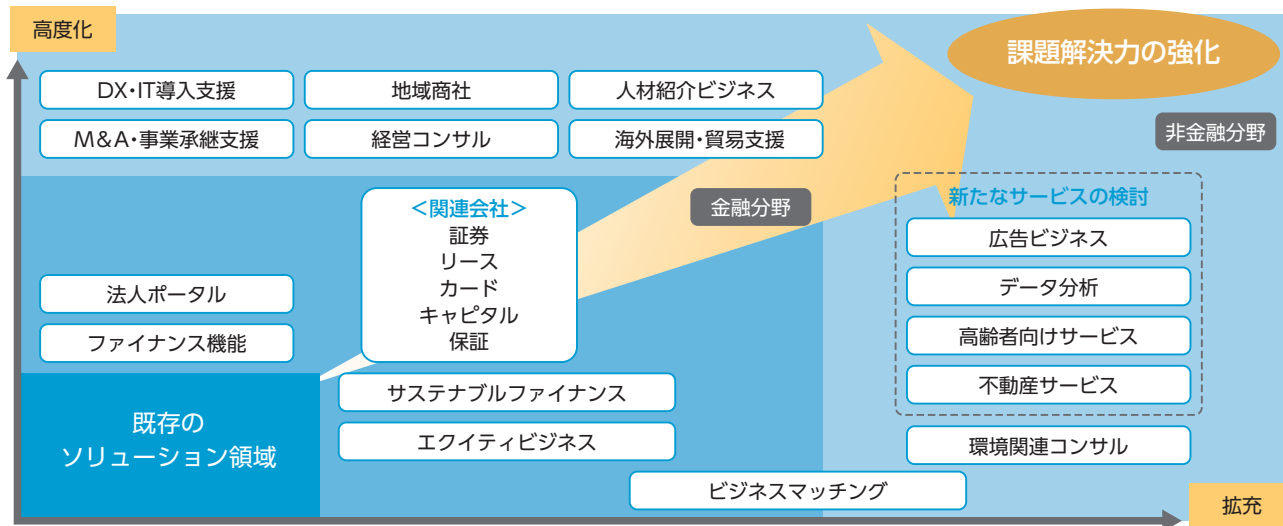 高度化
課題解決力の強化
DX･IT導入支援
地域商社
人材紹介ビジネス
M&A･事業承継支援
経営コンサル
海外展開･貿易支援
非金融分野
金融分野
＜関連会社＞
証券
リース
カード
キャピタル
保証
新たなサービスの検討
広告ビジネス
データ分析
高齢者向けサービス
不動産サービス
法人ポータル
ファイナンス機能
既存の
ソリューション領域
サステナブルファイナンス
エクイティビジネス
環境関連コンサル
ビジネスマッチング
拡充